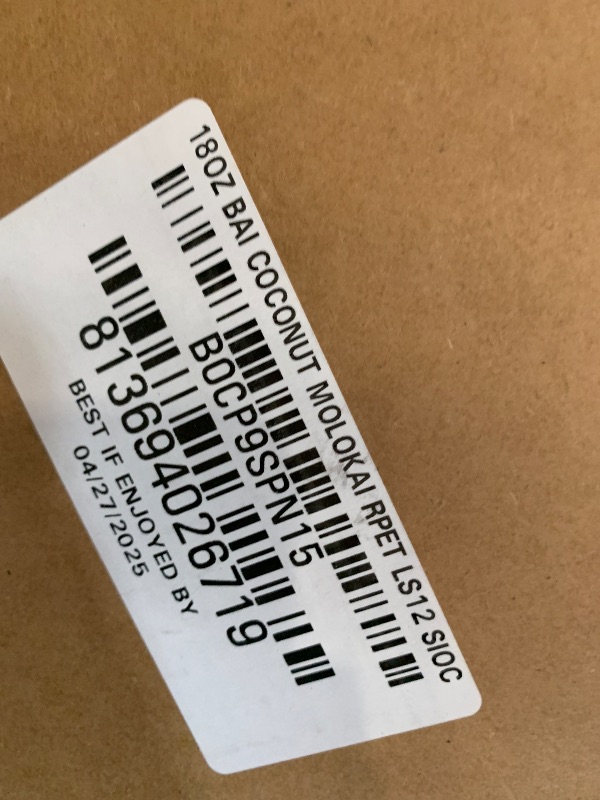 18OZ BAI COCONUT MOLOKAI RPET LS12 SIOC
B0CP9SPN15
813694026719
BEST IF ENJOYED BY
04/27/2025